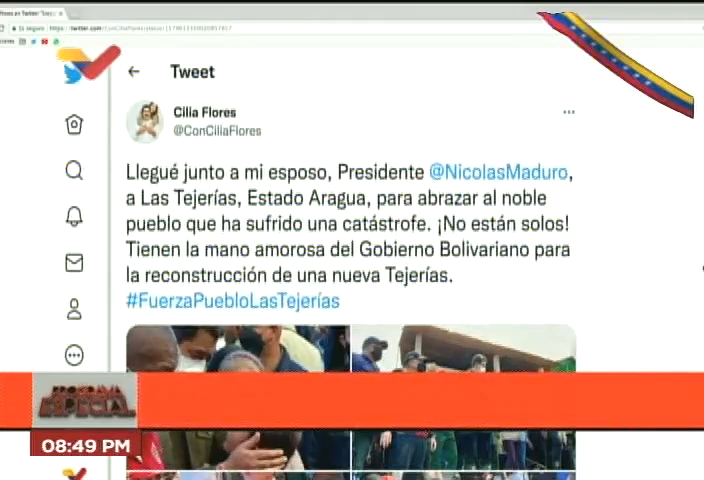 Tweet
Cilia Flores
@ConCiliaFlores
Llegué junto a mi esposo, Presidente @NicolasMaduro,
a Las Tejerías, Estado Aragua, para abrazar al noble
pueblo que ha sufrido una catástrofe. ¡No están solos!
Tienen la mano amorosa del Gobierno Bolivariano para
la reconstrucción de una nueva Tejerías.
#FuerzaPuebloLasTejerías
PROGRAMA
ESPECIAL
08:49 PM